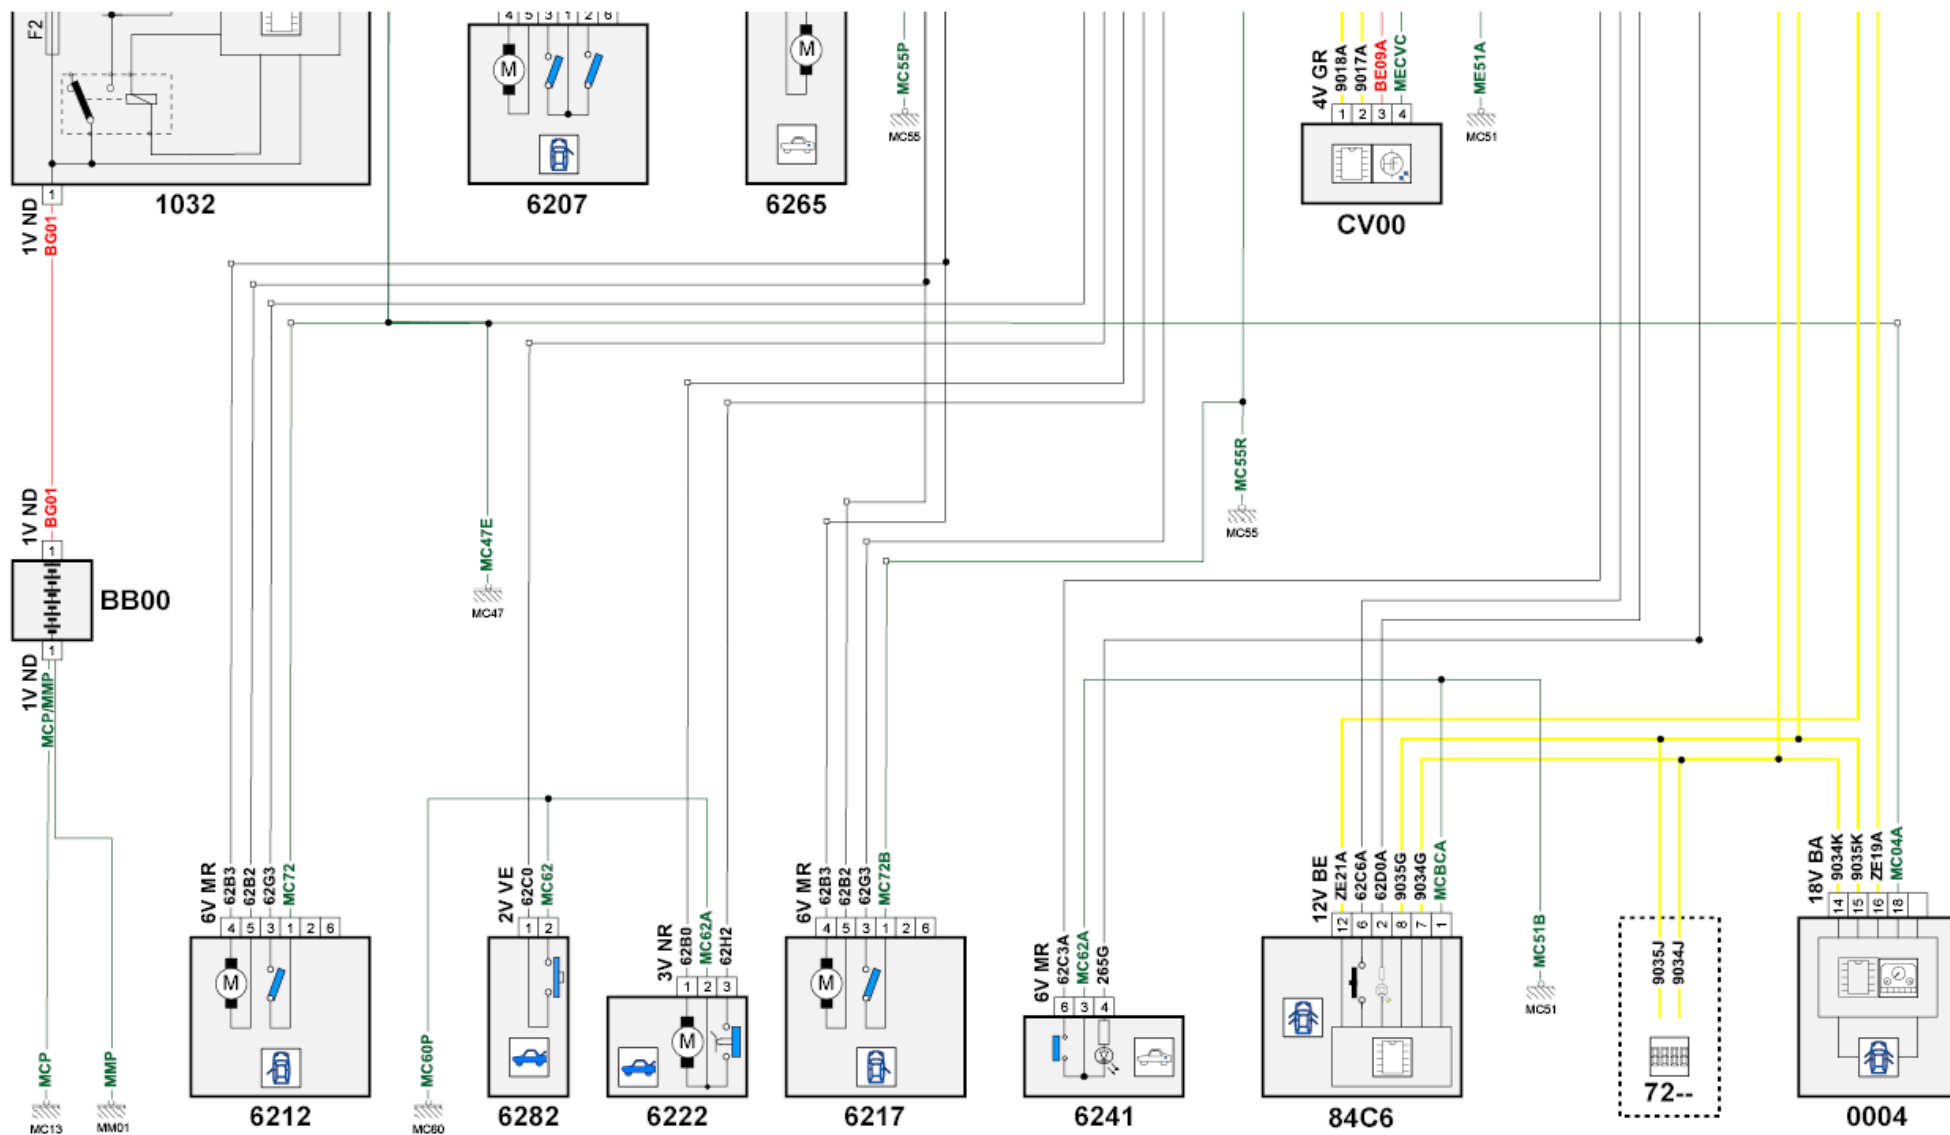 F2
1
1V ND
BG01
1032
4 5 3 1 2 6
M
6207
M
6265
MC55P
MC55
4V GR
9018A
9017A
BE09A
MECVC
1 2 3 4
CV00
ME51A
MC51
1V ND
BG01
1
BB00
1
1V ND
MCP/MMP
MCP
MC13
MMP
MM01
MC47E
MC47
MC55R
MC55
6V MR
62B3
62B2
62G3
MC72
4 5 3 1 2 6
M
6212
MC60P
MC60
2V VE
62C0
MC62
1 2
6282
3V NR
62B0
MC62A
62H2
1 2 3
M
6222
6V MR
62B3
62B2
62G3
MC72B
4 5 3 1 2 6
M
6217
6V MR
62C3A
MC62A
265G
6 3 4
6241
12V BE
ZE21A
62C6A
62D0A
9035G
9034G
MCBCA
12 6 2 8 7 1
84C6
MC51B
MC51
9035J
9034J
72--
18V BA
9034K
9035K
ZE19A
MC04A
14 15 16 18
0004